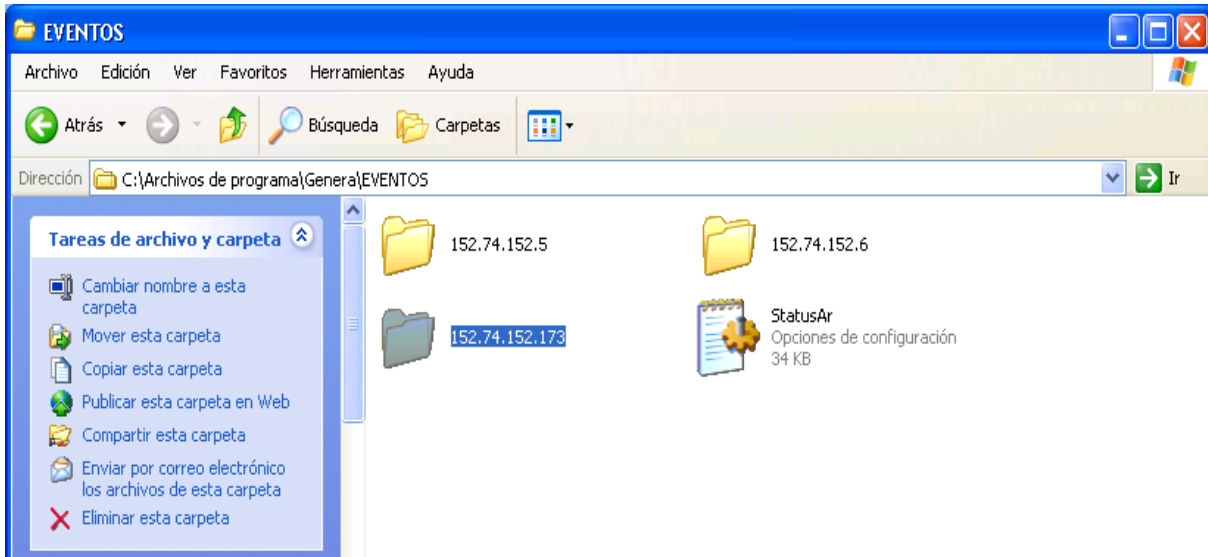 EVENTOS
Archivo Edición Ver Favoritos Herramientas Ayuda
Atrás Búsqueda Carpetas
Dirección C:\Archivos de programa\Genera\EVENTOS Ir
Tareas de archivo y carpeta
Cambiar nombre a esta
carpeta
Mover esta carpeta
Copiar esta carpeta
Publicar esta carpeta en Web
Compartir esta carpeta
Enviar por correo electrónico
los archivos de esta carpeta
Eliminar esta carpeta
152.74.152.5
152.74.152.6
152.74.152.173
StatusAr
Opciones de configuración
34 KB